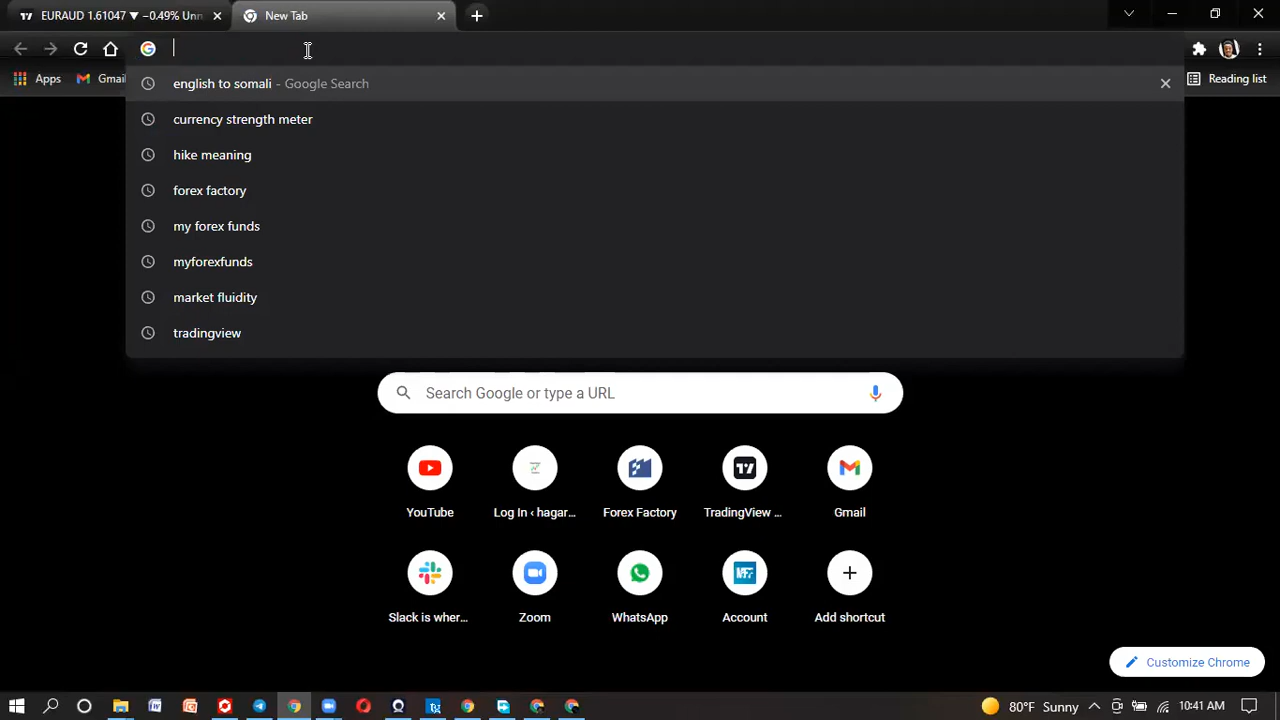 EURAUD 1.61047 ▼ −0.49% Unn
New Tab
english to somali - Google Search
Apps
Gmail
Reading list
currency strength meter
hike meaning
forex factory
my forex funds
myforexfunds
market fluidity
tradingview
Search Google or type a URL
YouTube
Log In ‹ hagar...
Forex Factory
TradingView ...
Gmail
Slack is wher...
Zoom
WhatsApp
Account
Add shortcut
Customize Chrome
80°F Sunny
10:41 AM